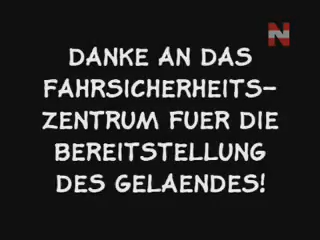 DANKE AN DAS
FAHRSICHERHEITS-
ZENTRUM FUER DIE
BEREITSTELLUNG
DES GELAENDES!
N